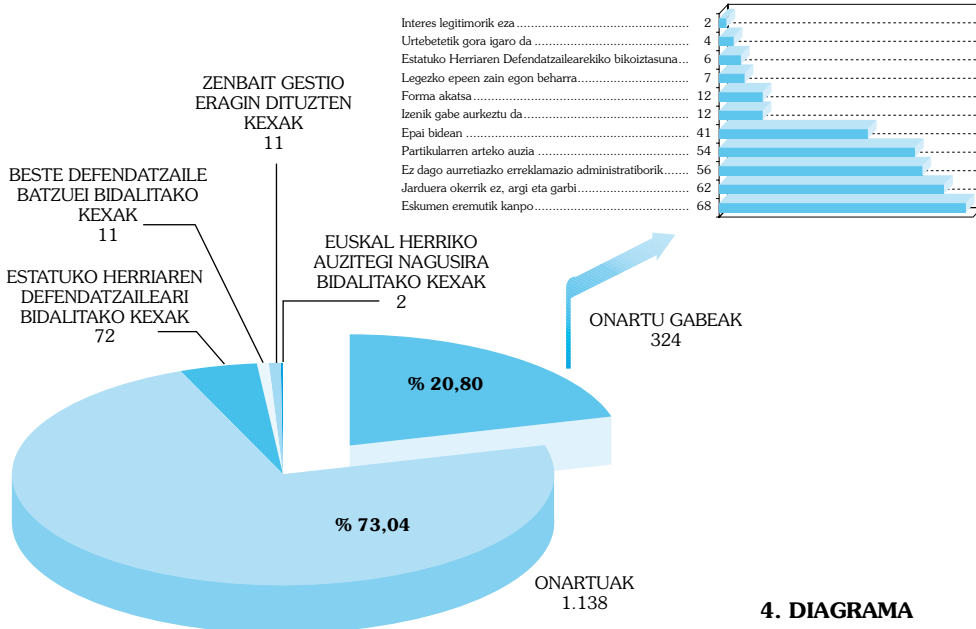 Interes legitimorik eza 2
Urtebetetik gora igaro da 4
Estatuko Herriaren Defendatzailearekiko bikoiztasuna 6
Legezko epeen zain egon beharra 7
Forma akatsa 12
Izenik gabe aurkeztu da 12
Epai bidean 41
Partikularren arteko auzia 54
Ez dago aurretiazko erreklamazio administratiborik 56
Jarduera okerrik ez, argi eta garbi 62
Eskumen eremutik kanpo 68
ZENBAIT GESTIO
ERAGIN DITUZTEN
KEXAK
11
BESTE DEFENDATZAILE
BATZUEI BIDALITAKO
KEXAK
11
ESTATUKO HERRIAREN
DEFENDATZAILEARI
BIDALITAKO KEXAK
72
EUSKAL HERRIKO
AUZITEGI NAGUSIRA
BIDALITAKO KEXAK
2
ONARTU GABEAK
324
% 20,80
% 73,04
ONARTUAK
1.138
4. DIAGRAMA